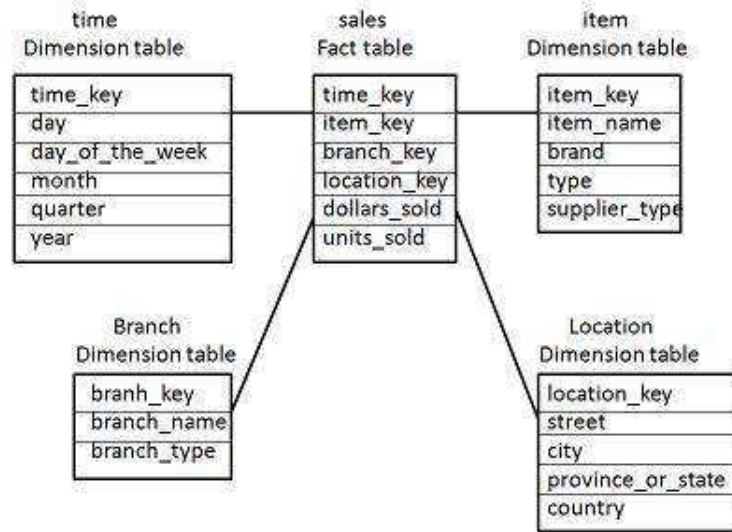 time
Dimension table
time_key
day
day_of_the_week
month
quarter
year
sales
Fact table
time_key
item_key
branch_key
location_key
dollars_sold
units_sold
item
Dimension table
item_key
item_name
brand
type
supplier_type
Branch
Dimension table
branh_key
branch_name
branch_type
Location
Dimension table
location_key
street
city
province_or_state
country